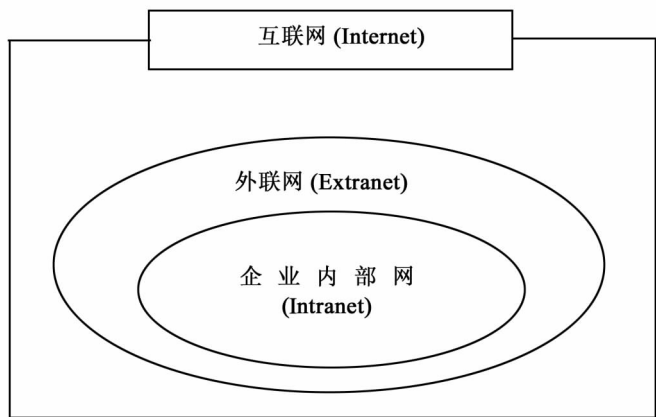 互联网 (Internet)
外联网 (Extranet)
企 业 内 部 网
(Intranet)